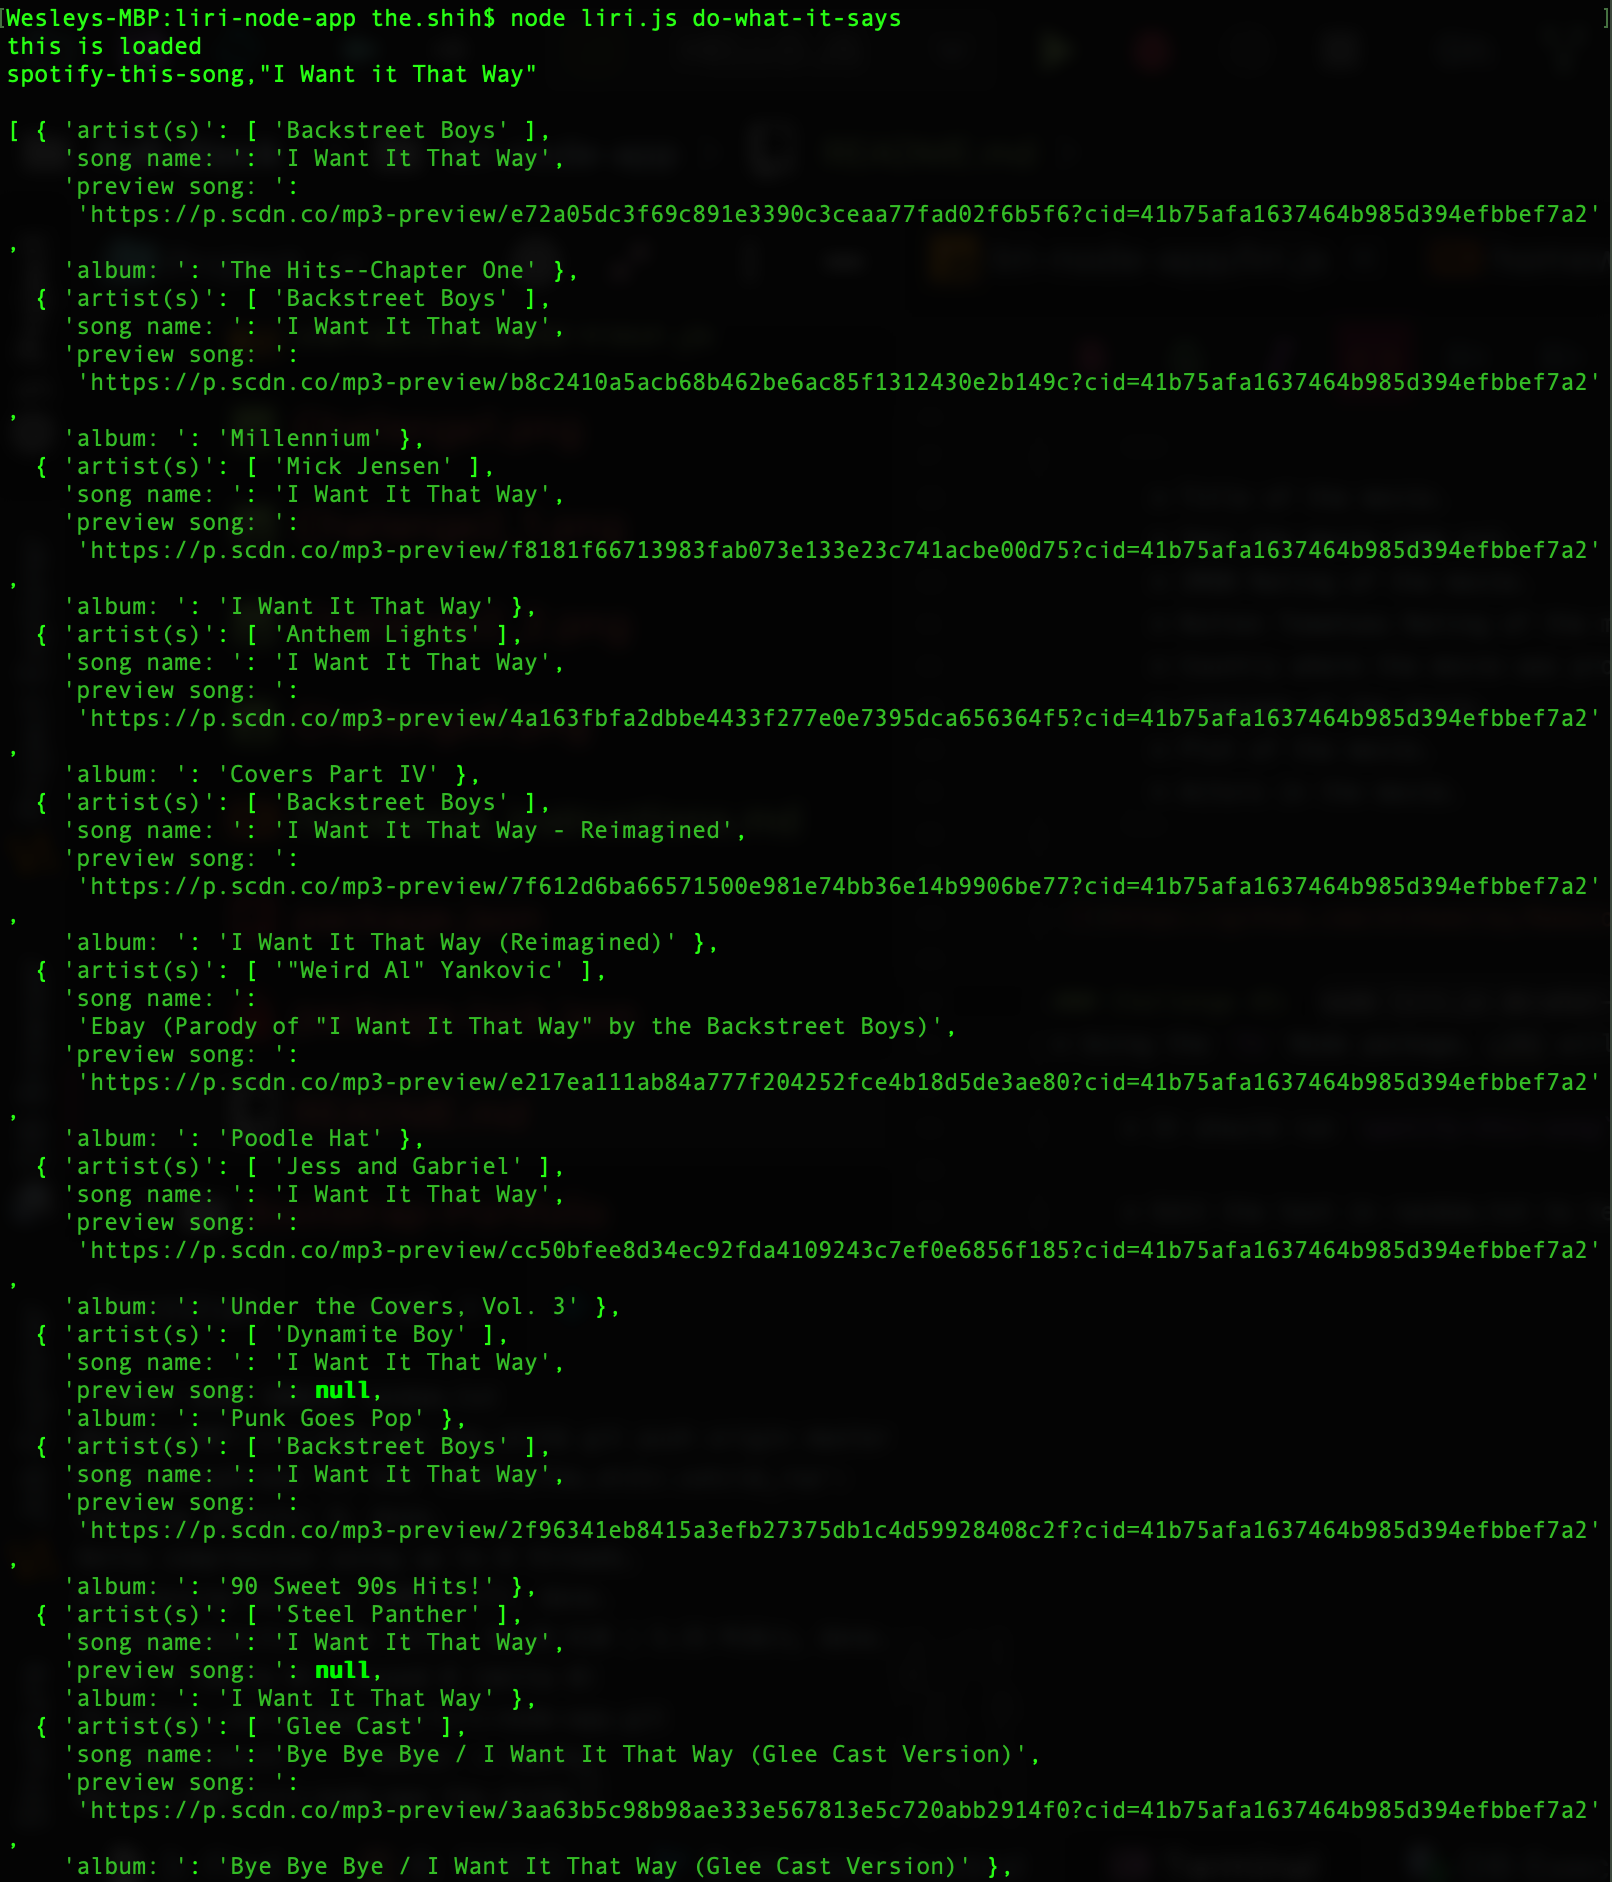 [Wesleys-MBP:liri-node-app the.shih$ node liri.js do-what-it-says ]
this is loaded
spotify-this-song,"I Want it That Way"

[ { 'artist(s)': [ 'Backstreet Boys' ],
'song name: ': 'I Want It That Way',
'preview song: ':
'https://p.scdn.co/mp3-preview/e72a05dc3f69c891e3390c3ceaa77fad02f6b5f6?cid=41b75afa1637464b985d394efbbef7a2'
,
'album: ': 'The Hits--Chapter One' },
{ 'artist(s)': [ 'Backstreet Boys' ],
'song name: ': 'I Want It That Way',
'preview song: ':
'https://p.scdn.co/mp3-preview/b8c2410a5acb68b462be6ac85f1312430e2b149c?cid=41b75afa1637464b985d394efbbef7a2'
,
'album: ': 'Millennium' },
{ 'artist(s)': [ 'Mick Jensen' ],
'song name: ': 'I Want It That Way',
'preview song: ':
'https://p.scdn.co/mp3-preview/f8181f66713983fab073e133e23c741acbe00d75?cid=41b75afa1637464b985d394efbbef7a2'
,
'album: ': 'I Want It That Way' },
{ 'artist(s)': [ 'Anthem Lights' ],
'song name: ': 'I Want It That Way',
'preview song: ':
'https://p.scdn.co/mp3-preview/4a163fbfa2dbbe4433f277e0e7395dca656364f5?cid=41b75afa1637464b985d394efbbef7a2'
,
'album: ': 'Covers Part IV' },
{ 'artist(s)': [ 'Backstreet Boys' ],
'song name: ': 'I Want It That Way - Reimagined',
'preview song: ':
'https://p.scdn.co/mp3-preview/7f612d6ba66571500e981e74bb36e14b9906be77?cid=41b75afa1637464b985d394efbbef7a2'
,
'album: ': 'I Want It That Way (Reimagined)' },
{ 'artist(s)': [ '"Weird Al" Yankovic' ],
'song name: ':
'Ebay (Parody of "I Want It That Way" by the Backstreet Boys)',
'preview song: ':
'https://p.scdn.co/mp3-preview/e217ea111ab84a777f204252fce4b18d5de3ae80?cid=41b75afa1637464b985d394efbbef7a2'
,
'album: ': 'Poodle Hat' },
{ 'artist(s)': [ 'Jess and Gabriel' ],
'song name: ': 'I Want It That Way',
'preview song: ':
'https://p.scdn.co/mp3-preview/cc50bfee8d34ec92fda4109243c7ef0e6856f185?cid=41b75afa1637464b985d394efbbef7a2'
,
'album: ': 'Under the Covers, Vol. 3' },
{ 'artist(s)': [ 'Dynamite Boy' ],
'song name: ': 'I Want It That Way',
'preview song: ': null,
'album: ': 'Punk Goes Pop' },
{ 'artist(s)': [ 'Backstreet Boys' ],
'song name: ': 'I Want It That Way',
'preview song: ':
'https://p.scdn.co/mp3-preview/2f96341eb8415a3efb27375db1c4d59928408c2f?cid=41b75afa1637464b985d394efbbef7a2'
,
'album: ': '90 Sweet 90s Hits!' },
{ 'artist(s)': [ 'Steel Panther' ],
'song name: ': 'I Want It That Way',
'preview song: ': null,
'album: ': 'I Want It That Way' },
{ 'artist(s)': [ 'Glee Cast' ],
'song name: ': 'Bye Bye Bye / I Want It That Way (Glee Cast Version)',
'preview song: ':
'https://p.scdn.co/mp3-preview/3aa63b5c98b98ae333e567813e5c720abb2914f0?cid=41b75afa1637464b985d394efbbef7a2'
,
'album: ': 'Bye Bye Bye / I Want It That Way (Glee Cast Version)' },